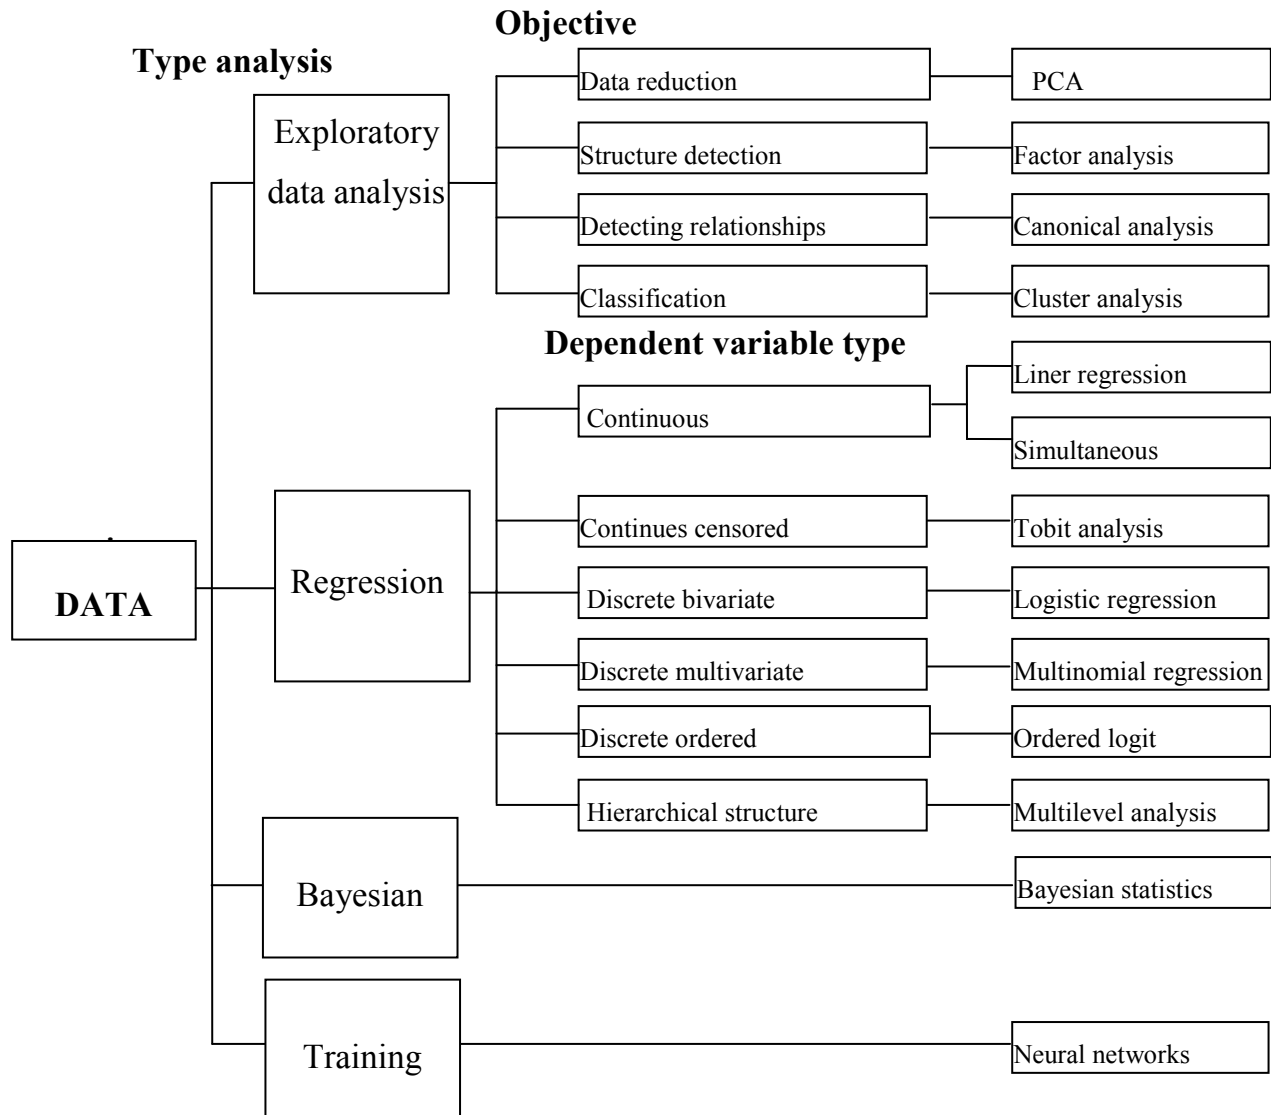 Objective
Type analysis
Data reduction
PCA
Exploratory
data analysis
Structure detection
Factor analysis
Detecting relationships
Canonical analysis
Classification
Cluster analysis
Dependent variable type
Liner regression
Continuous
Simultaneous
Continues censored
Tobit analysis
DATA
Regression
Discrete bivariate
Logistic regression
Discrete multivariate
Multinomial regression
Discrete ordered
Ordered logit
Hierarchical structure
Multilevel analysis
Bayesian
Bayesian statistics
Training
Neural networks